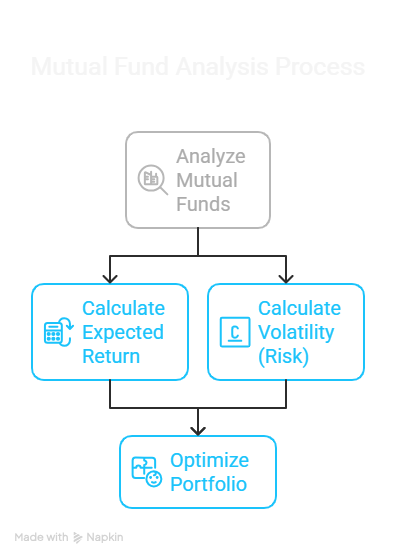 Mutual Fund Analysis Process
Analyze
Mutual
Funds
Calculate
Expected
Return
C
Calculate
Volatility
(Risk)
Optimize
Portfolio
Made with Napkin